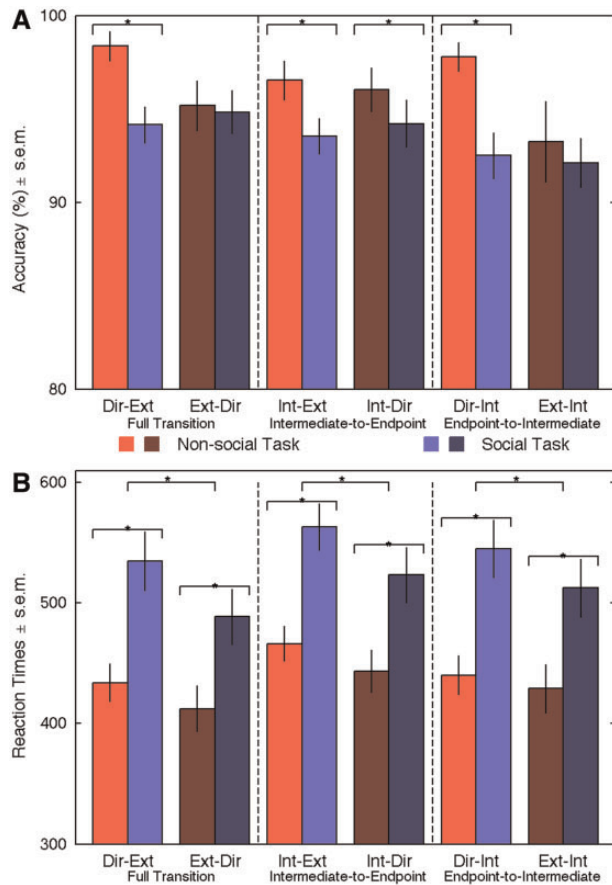 A
* * * *
100
90
80
Accuracy (%) ± s.e.m.
Dir-Ext Ext-Dir Int-Ext Int-Dir Dir-Int Ext-Int
Full Transition Intermediate-to-Endpoint Endpoint-to-Intermediate
Non-social Task Social Task
B
* * *
* * * * * *
600
500
400
300
Reaction Times ± s.e.m.
Dir-Ext Ext-Dir Int-Ext Int-Dir Dir-Int Ext-Int
Full Transition Intermediate-to-Endpoint Endpoint-to-Intermediate